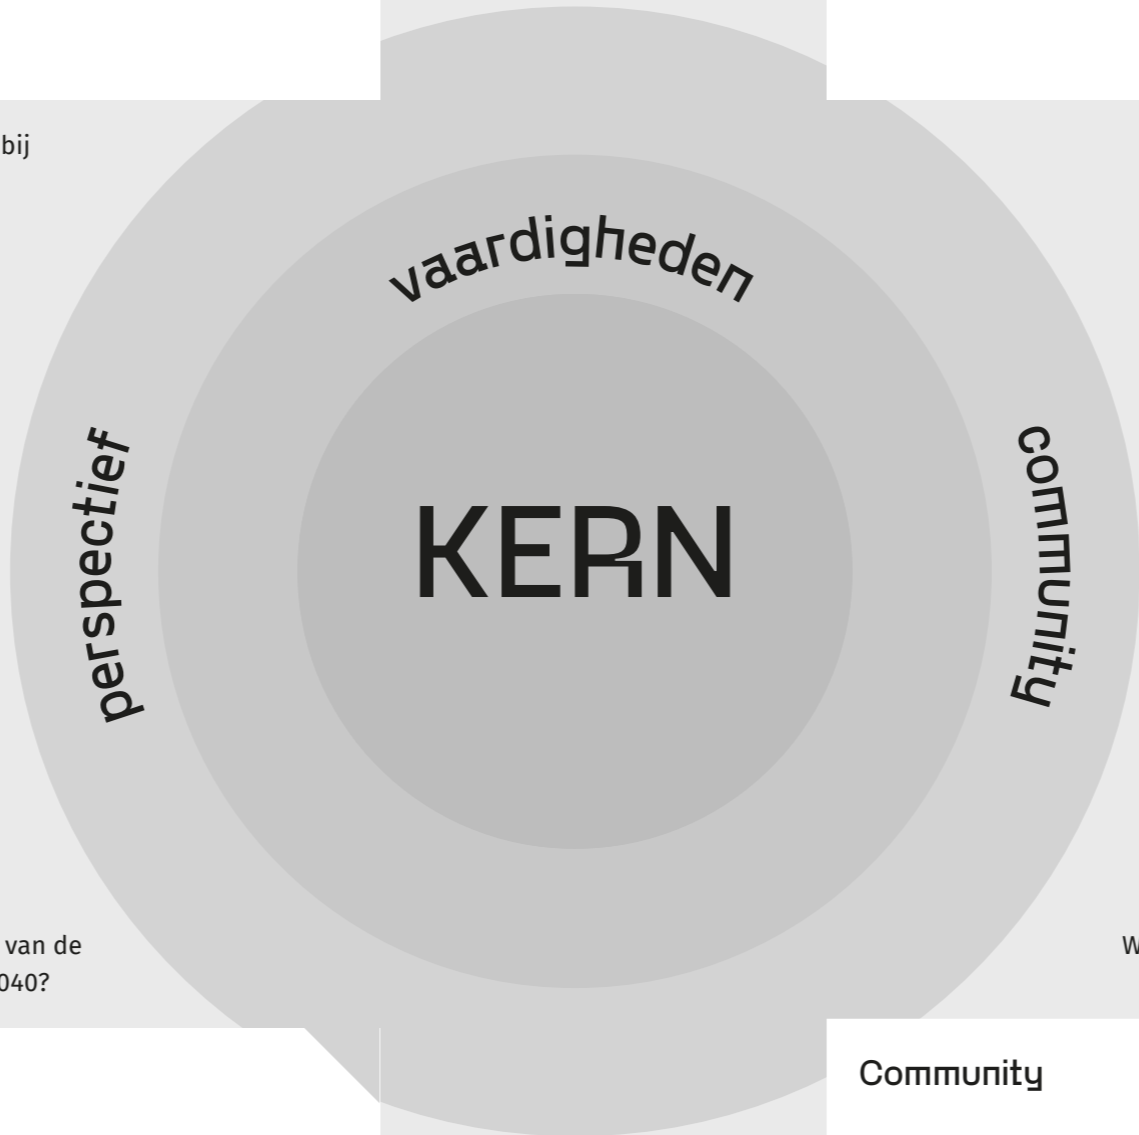 bij
vaardigheden
perspectief
community
KERN
van de
040?
W
Community